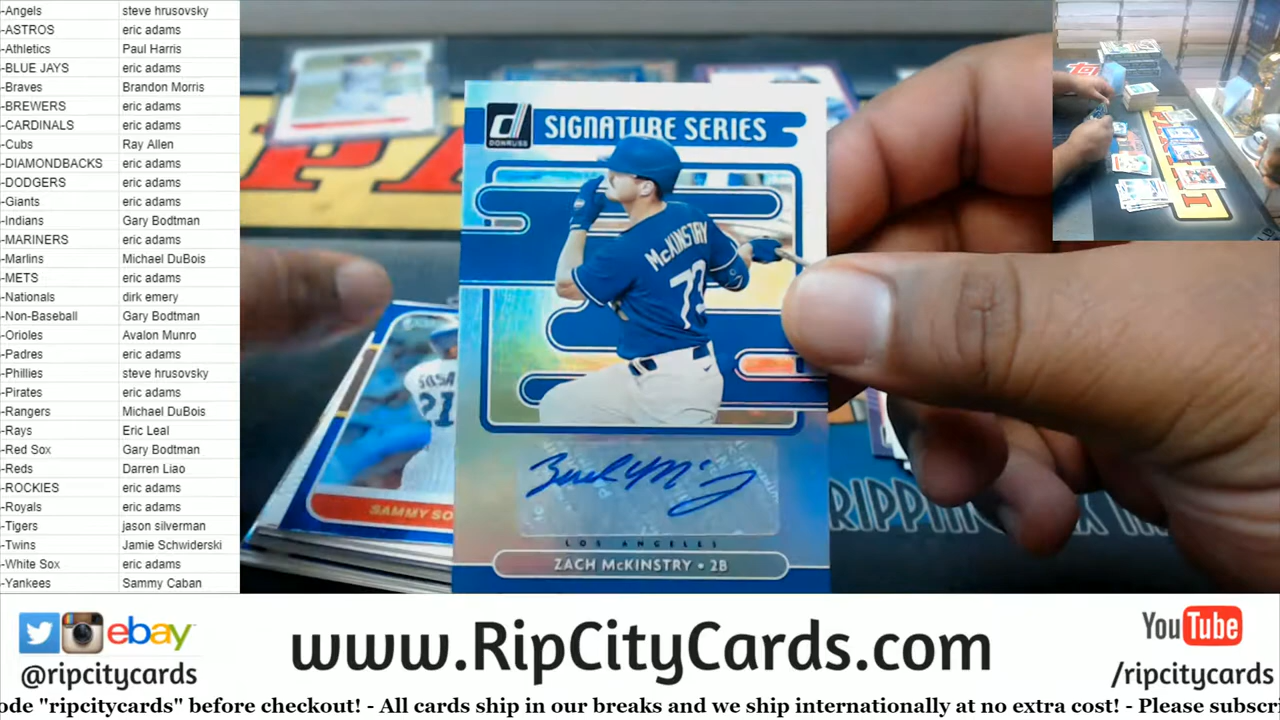 -Angels steve hrusovsky
-ASTROS eric adams
-Athletics Paul Harris
-BLUE JAYS eric adams
-Braves Brandon Morris
-BREWERS eric adams
-CARDINALS eric adams
-Cubs Ray Allen
-DIAMONDBACKS eric adams
-DODGERS eric adams
-Giants eric adams
-Indians Gary Bodtman
-MARINERS eric adams
-Marlins Michael DuBois
-METS eric adams
-Nationals dirk emery
-Non-Baseball Gary Bodtman
-Orioles Avalon Munro
-Padres eric adams
-Phillies steve hrusovsky
-Pirates eric adams
-Rangers Michael DuBois
-Rays Eric Leal
-Red Sox Gary Bodtman
-Reds Darren Liao
-ROCKIES eric adams
-Royals eric adams
-Tigers jason silverman
-Twins Jamie Schwiderski
-White Sox eric adams
-Yankees Sammy Caban
d
DONRUSS
SIGNATURE SERIES
McKINSTRY
73
LOS ANGELES
ZACH McKINSTRY • 2B
SOSA
21
SAMMY SO
ebay
@ripcitycards
www.RipCityCards.com
YouTube
/ripcitycards
ode "ripcitycards" before checkout! - All cards ship in our breaks and we ship internationally at no extra cost! - Please subscr